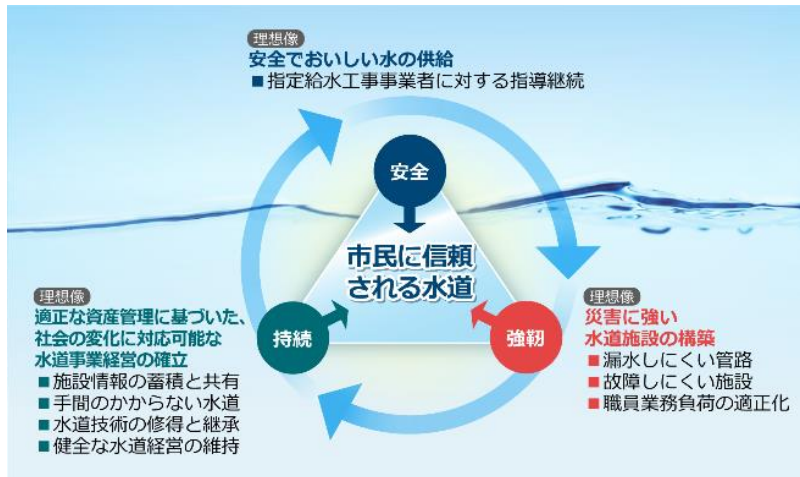 理想像
安全でおいしい水の供給
■指定給水工事事業者に対する指導継続
安全
市民に信頼
される水道
持続
強靭
理想像
適正な資産管理に基づいた、
社会の変化に対応可能な
水道事業経営の確立
■施設情報の蓄積と共有
■手間のかからない水道
■水道技術の修得と継承
■健全な水道経営の維持
理想像
災害に強い
水道施設の構築
■漏水しにくい管路
■故障しにくい施設
■職員業務負荷の適正化